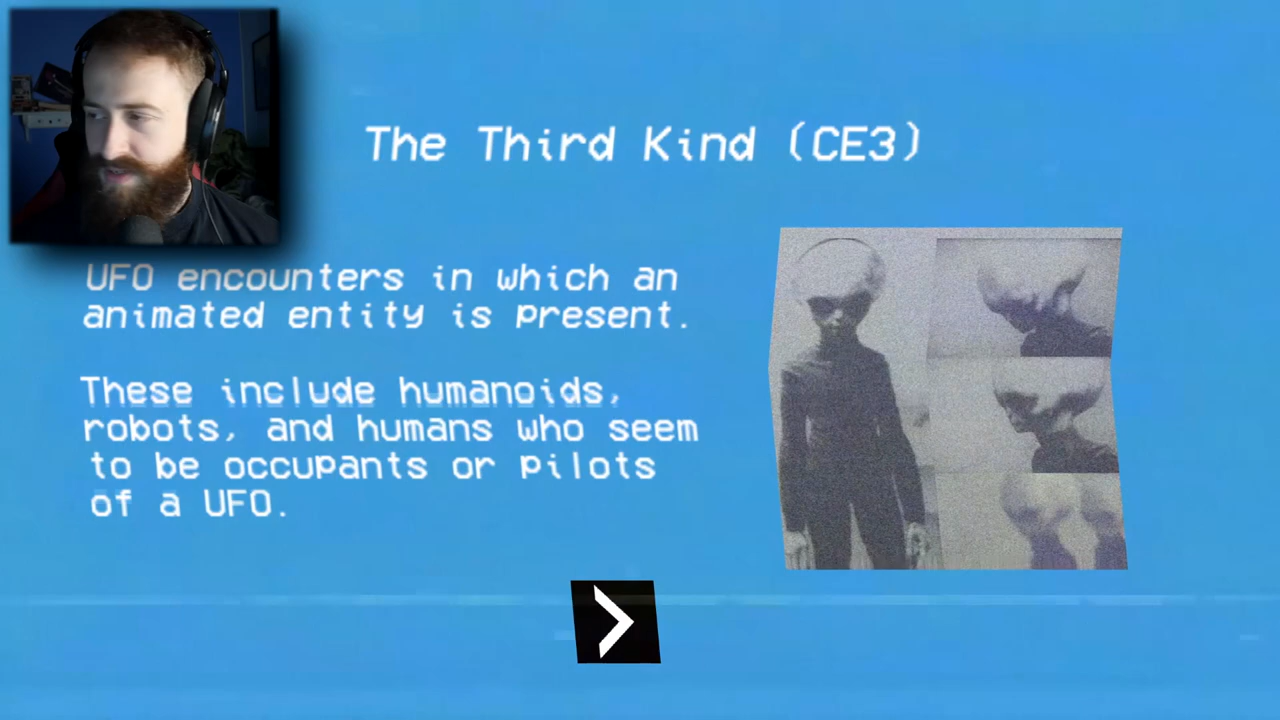 The Third Kind (CE3)
UFO encounters in which an
animated entity is present.
These include humanoids,
robots, and humans who seem
to be occupants or pilots
of a UFO.